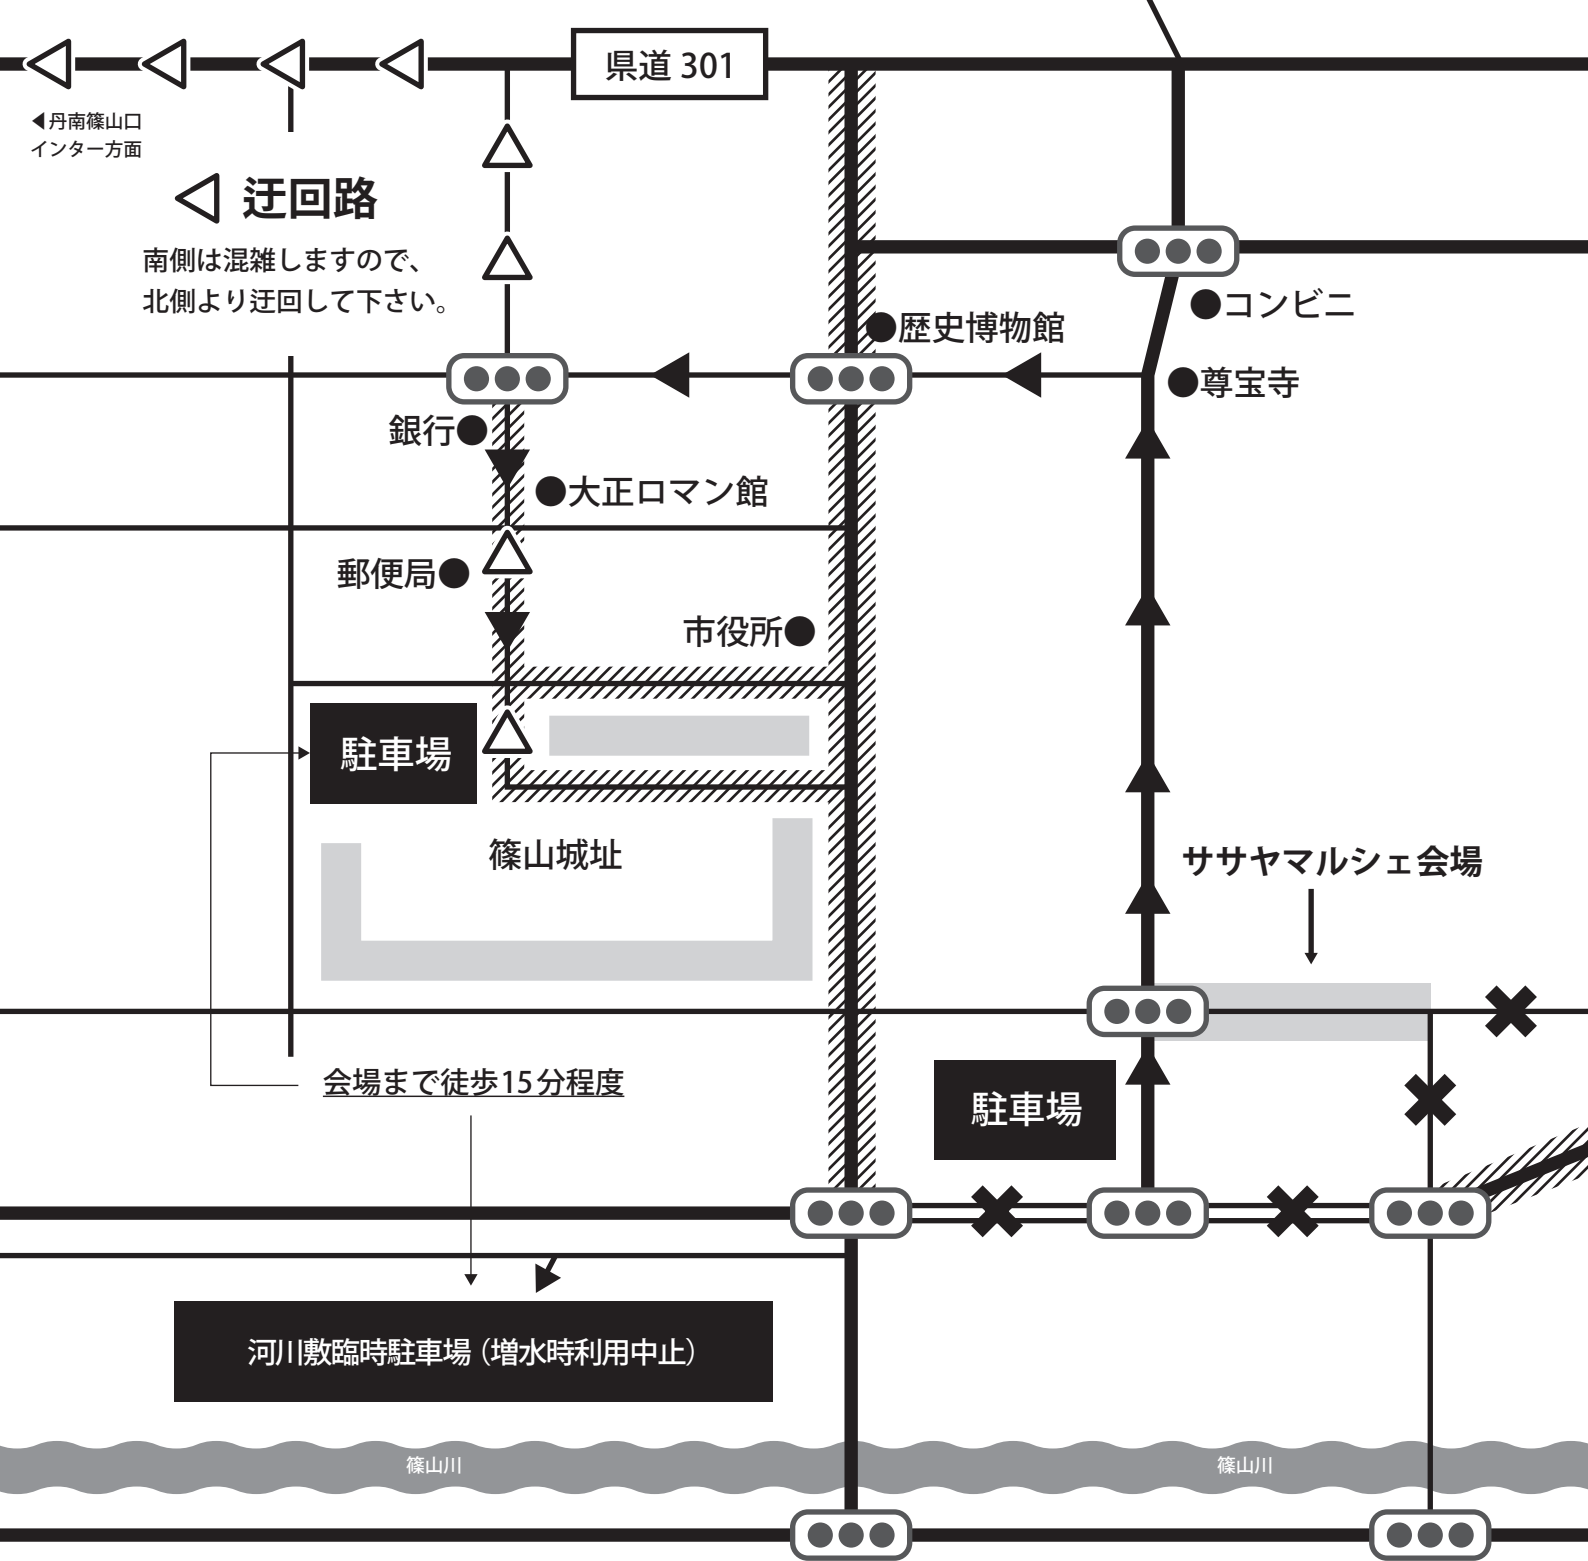 県道 301
◀丹南篠山口
インター方面
迂回路
南側は混雑しますので、
北側より迂回して下さい。
●コンビニ
●歴史博物館
●尊宝寺
銀行●
●大正ロマン館
郵便局●
市役所●
駐車場
篠山城址
ササヤマルシェ会場
会場まで徒歩15分程度
駐車場
河川敷臨時駐車場（増水時利用中止）
篠山川
篠山川